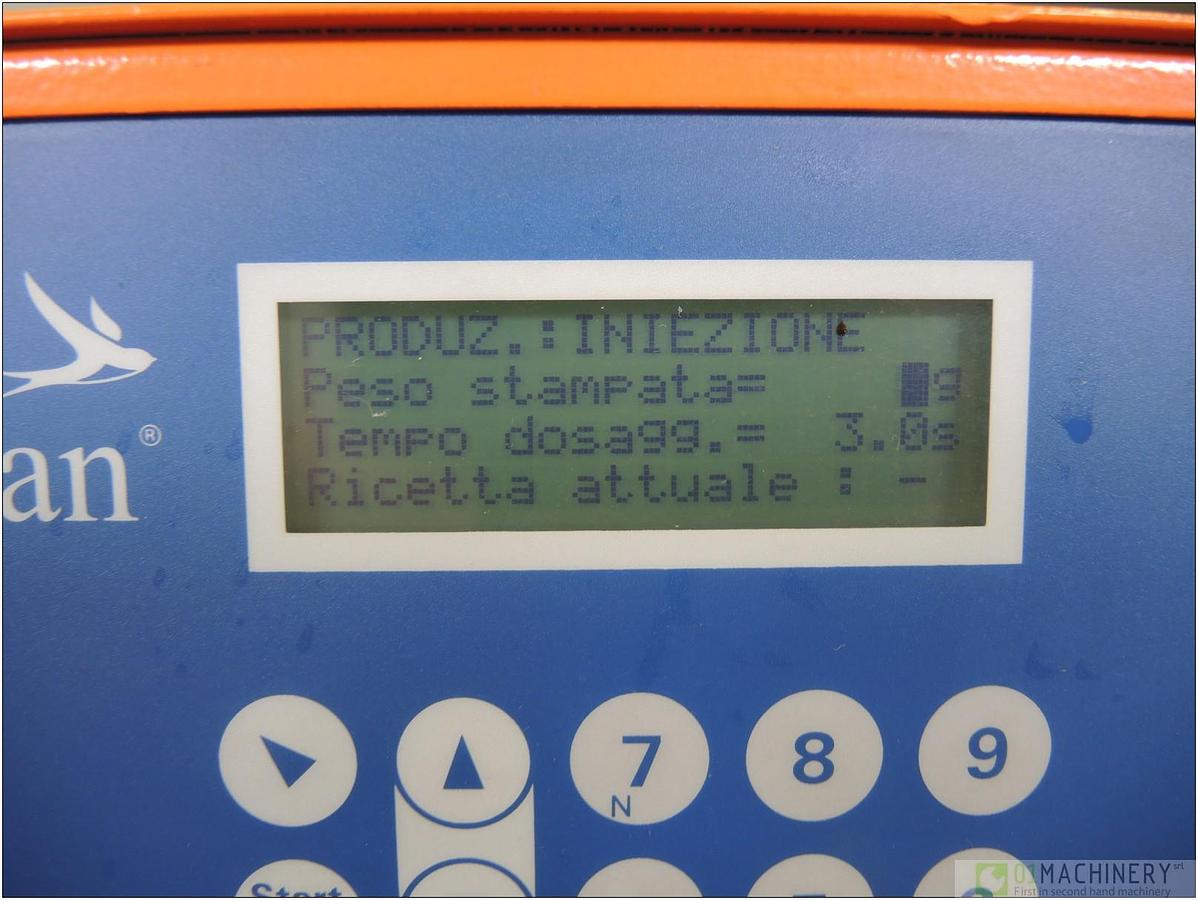 PRODUZ.:INIEZIONE
Peso stampata= g
Tempo dosagg.= 3.0s
Ricetta attuale : -
an®
7
N
8
9
Start
01MACHINERY srl
First in second hand machinery